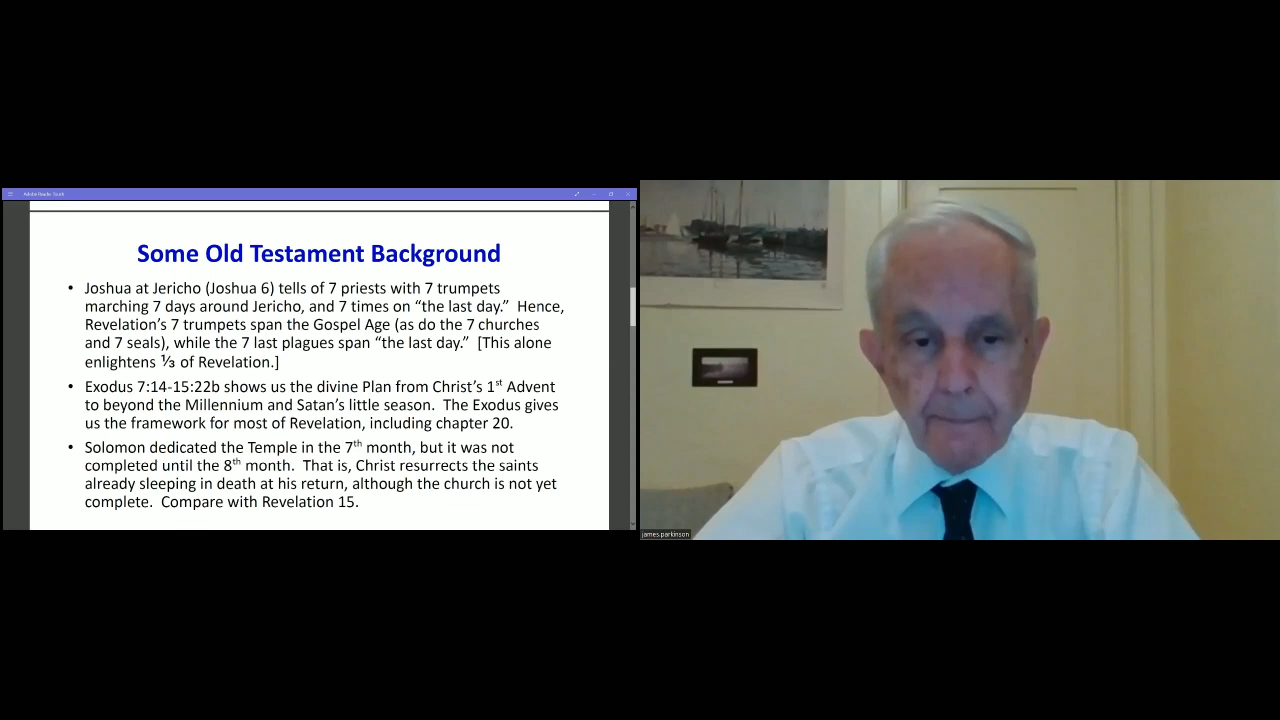 Some Old Testament Background
• Joshua at Jericho (Joshua 6) tells of 7 priests with 7 trumpets
marching 7 days around Jericho, and 7 times on “the last day.”  Hence,
Revelation’s 7 trumpets span the Gospel Age (as do the 7 churches
and 7 seals), while the 7 last plagues span “the last day.”  [This alone
enlightens ⅓ of Revelation.]
• Exodus 7:14-15:22b shows us the divine Plan from Christ’s 1st Advent
to beyond the Millennium and Satan’s little season.  The Exodus gives
us the framework for most of Revelation, including chapter 20.
• Solomon dedicated the Temple in the 7th month, but it was not
completed until the 8th month.  That is, Christ resurrects the saints
already sleeping in death at his return, although the church is not yet
complete.  Compare with Revelation 15.
james parkinson